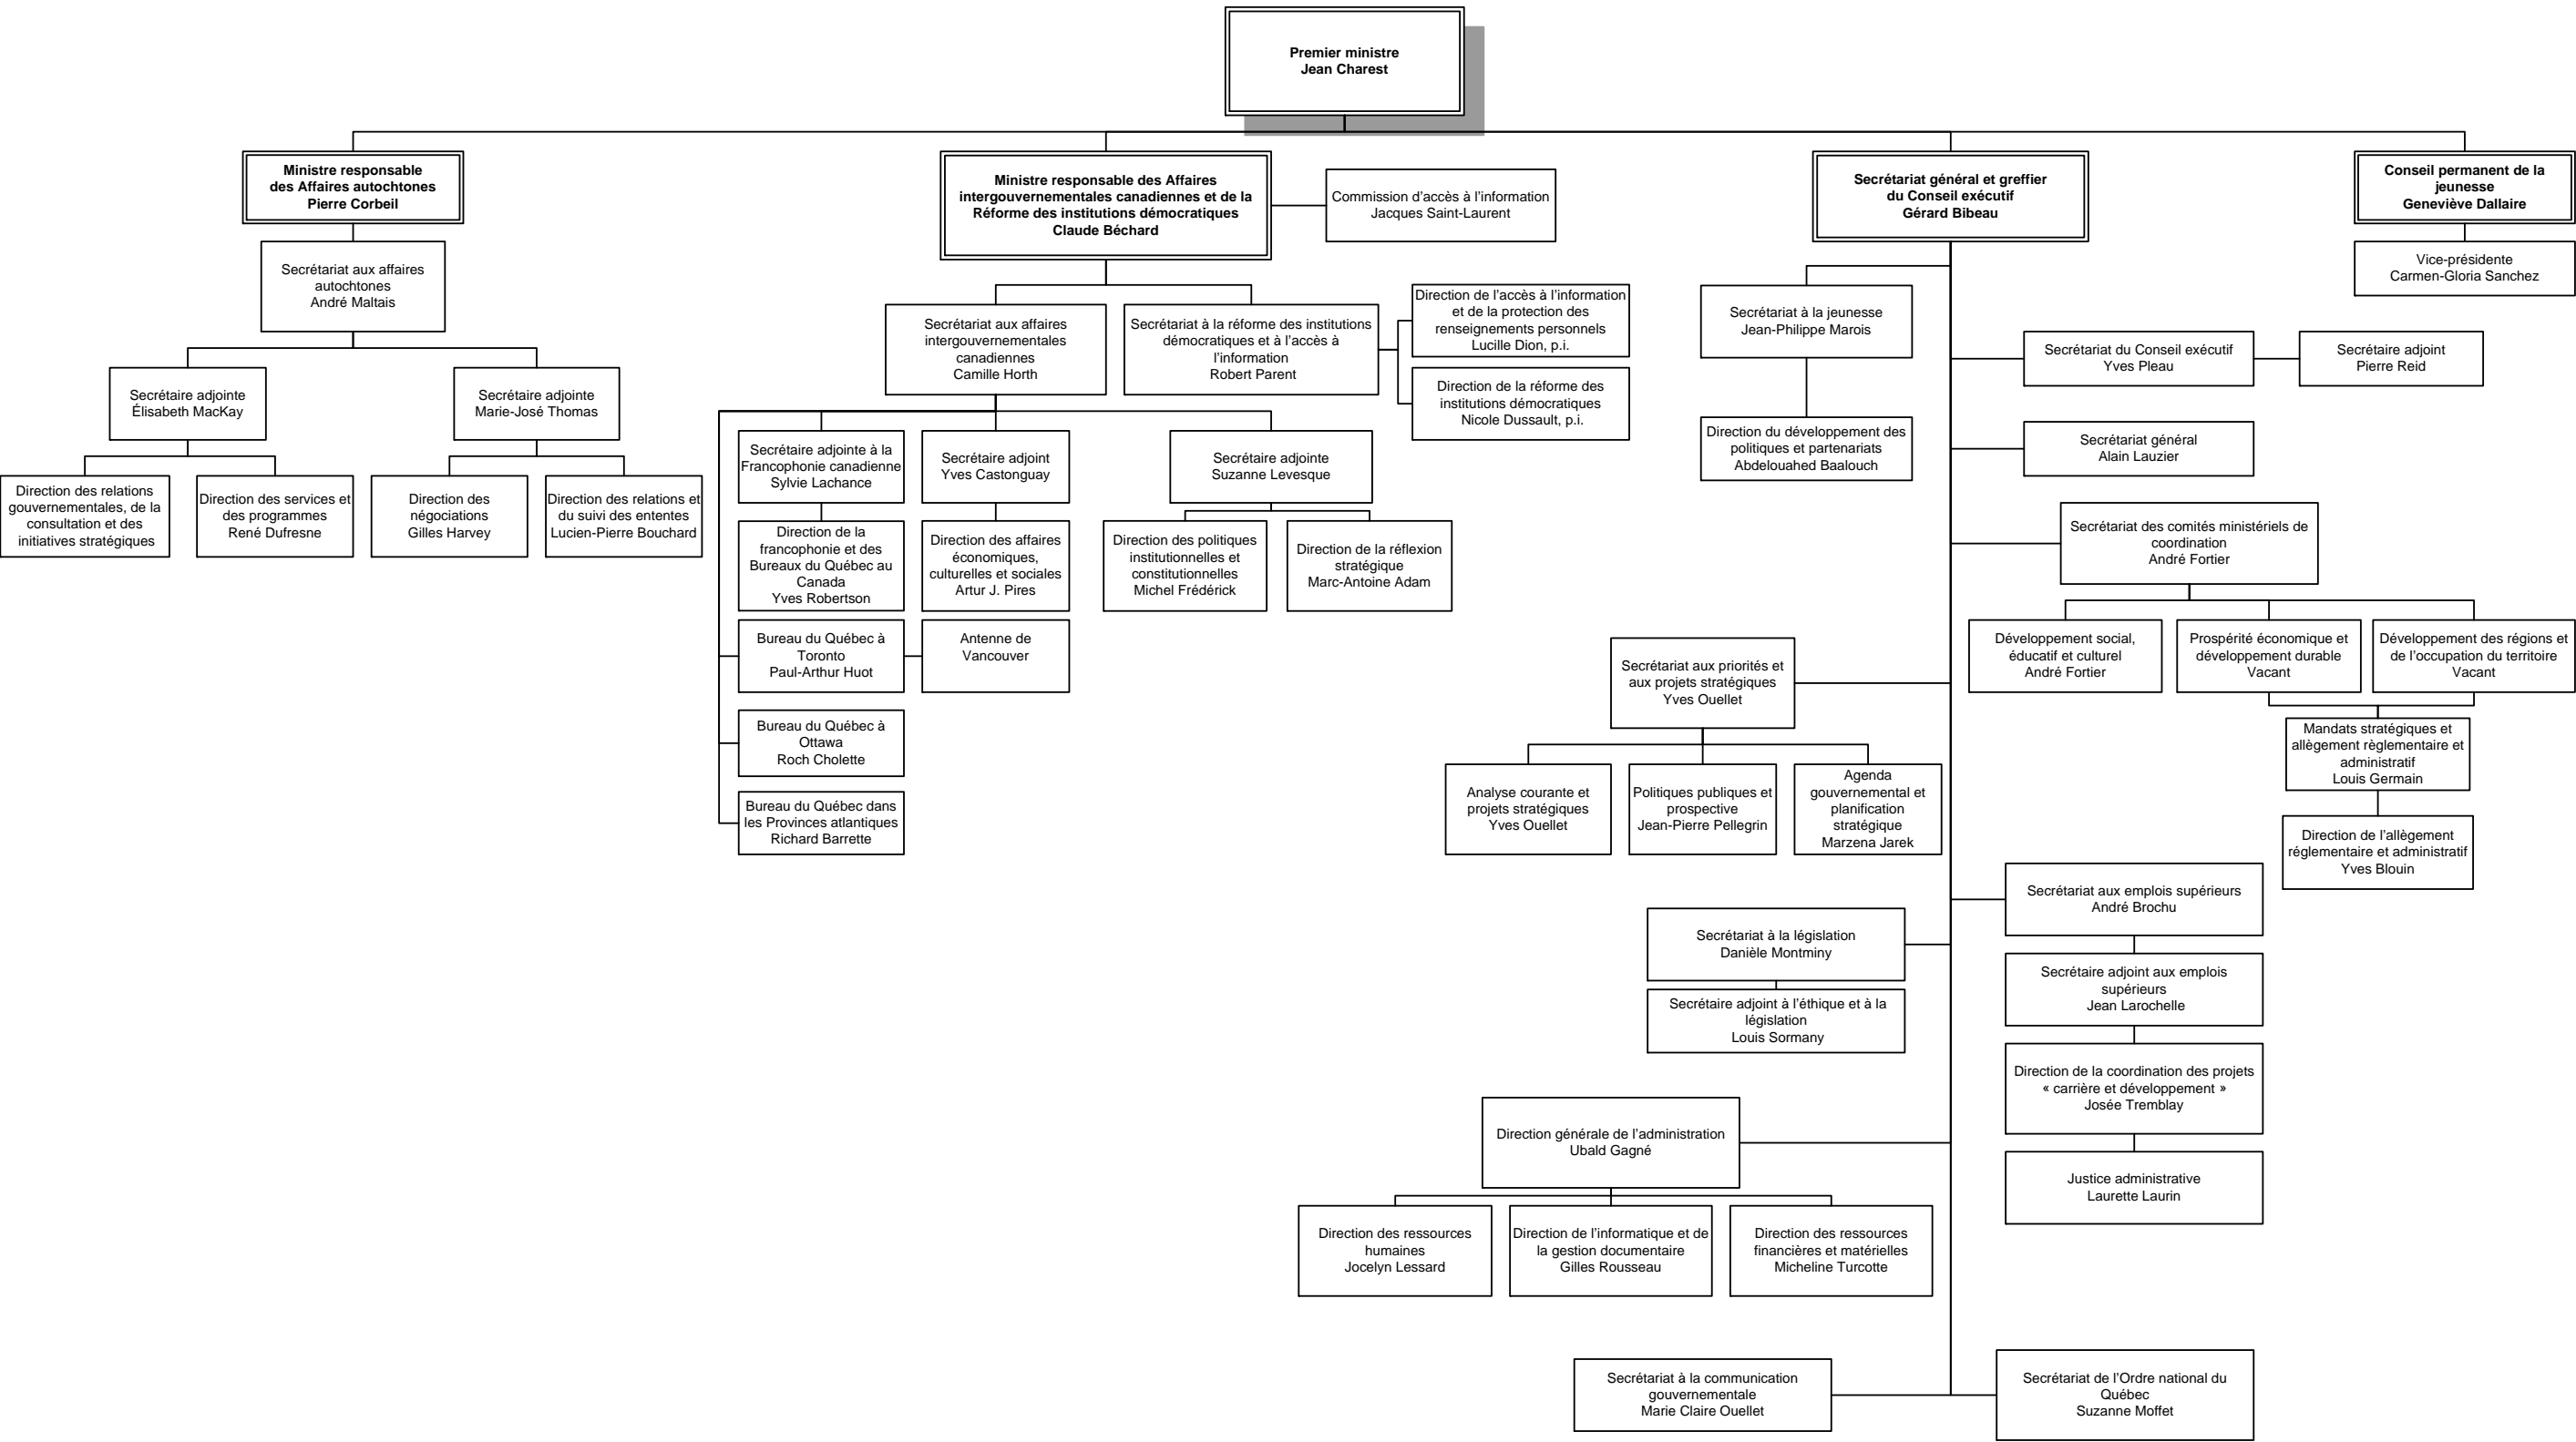 Premier ministre
Jean Charest
Ministre responsable
des Affaires autochtones
Pierre Corbeil
Secrétariat aux affaires
autochtones
André Maltais
Secrétaire adjointe
Élisabeth MacKay
Secrétaire adjointe
Marie-José Thomas
Direction des relations
gouvernementales, de la
consultation et des
initiatives stratégiques
Direction des services et
des programmes
René Dufresne
Direction des
négociations
Gilles Harvey
Direction des relations et
du suivi des ententes
Lucien-Pierre Bouchard
Ministre responsable des Affaires
intergouvernementales canadiennes et de la
Réforme des institutions démocratiques
Claude Béchard
Commission d’accès à l’information
Jacques Saint-Laurent
Secrétariat aux affaires
intergouvernementales
canadiennes
Camille Horth
Secrétariat à la réforme des institutions
démocratiques et à l’accès à
l’information
Robert Parent
Direction de l’accès à l’information
et de la protection des
renseignements personnels
Lucille Dion, p.i.
Direction de la réforme des
institutions démocratiques
Nicole Dussault, p.i.
Secrétaire adjointe à la
Francophonie canadienne
Sylvie Lachance
Secrétaire adjoint
Yves Castonguay
Secrétaire adjointe
Suzanne Levesque
Direction de la
francophonie et des
Bureaux du Québec au
Canada
Yves Robertson
Direction des affaires
économiques,
culturelles et sociales
Artur J. Pires
Direction des politiques
institutionnelles et
constitutionnelles
Michel Frédérick
Direction de la réflexion
stratégique
Marc-Antoine Adam
Bureau du Québec à
Toronto
Paul-Arthur Huot
Antenne de
Vancouver
Bureau du Québec à
Ottawa
Roch Cholette
Bureau du Québec dans
les Provinces atlantiques
Richard Barrette
Secrétariat général et greffier
du Conseil exécutif
Gérard Bibeau
Secrétariat à la jeunesse
Jean-Philippe Marois
Direction du développement des
politiques et partenariats
Abdelouahed Baalouch
Secrétariat du Conseil exécutif
Yves Pleau
Secrétaire adjoint
Pierre Reid
Secrétariat général
Alain Lauzier
Secrétariat des comités ministériels de
coordination
André Fortier
Développement social,
éducatif et culturel
André Fortier
Prospérité économique et
développement durable
Vacant
Développement des régions et
de l’occupation du territoire
Vacant
Mandats stratégiques et
allègement règlementaire et
administratif
Louis Germain
Direction de l’allègement
réglementaire et administratif
Yves Blouin
Secrétariat aux priorités et
aux projets stratégiques
Yves Ouellet
Analyse courante et
projets stratégiques
Yves Ouellet
Politiques publiques et
prospective
Jean-Pierre Pellegrin
Agenda
gouvernemental et
planification
stratégique
Marzena Jarek
Secrétariat aux emplois supérieurs
André Brochu
Secrétaire adjoint aux emplois
supérieurs
Jean Larochelle
Direction de la coordination des projets
« carrière et développement »
Josée Tremblay
Justice administrative
Laurette Laurin
Secrétariat à la législation
Danièle Montminy
Secrétaire adjoint à l’éthique et à la
législation
Louis Sormany
Direction générale de l’administration
Ubald Gagné
Direction des ressources
humaines
Jocelyn Lessard
Direction de l’informatique et de
la gestion documentaire
Gilles Rousseau
Direction des ressources
financières et matérielles
Micheline Turcotte
Secrétariat à la communication
gouvernementale
Marie Claire Ouellet
Secrétariat de l’Ordre national du
Québec
Suzanne Moffet
Conseil permanent de la
jeunesse
Geneviève Dallaire
Vice-présidente
Carmen-Gloria Sanchez